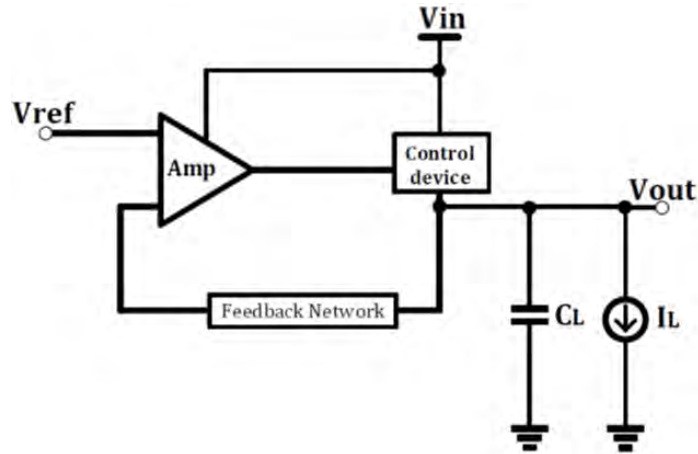 Vin
Vref
Amp
Control
device
Vout
Feedback Network
CL
IL